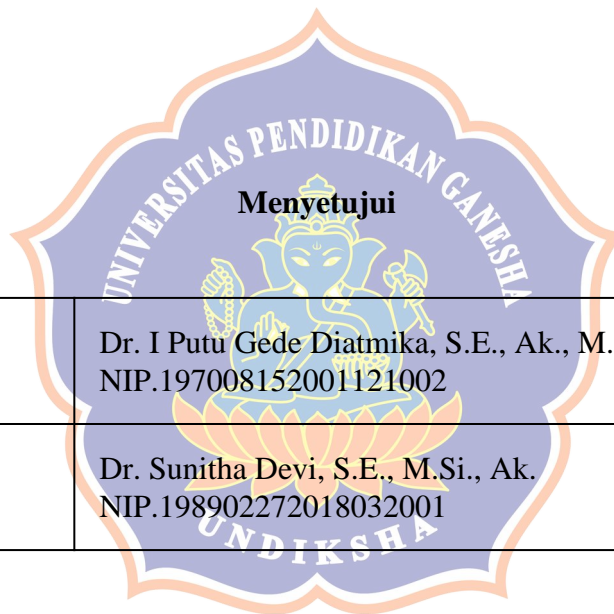 UNIVERSITAS PENDIDIKAN GANESHA
Menyetujui
Dr. I Putu Gede Diatmika, S.E., Ak., M.
NIP.197008152001121002
Dr. Sunitha Devi, S.E., M.Si., Ak.
NIP.198902272018032001
UNDIKSHA